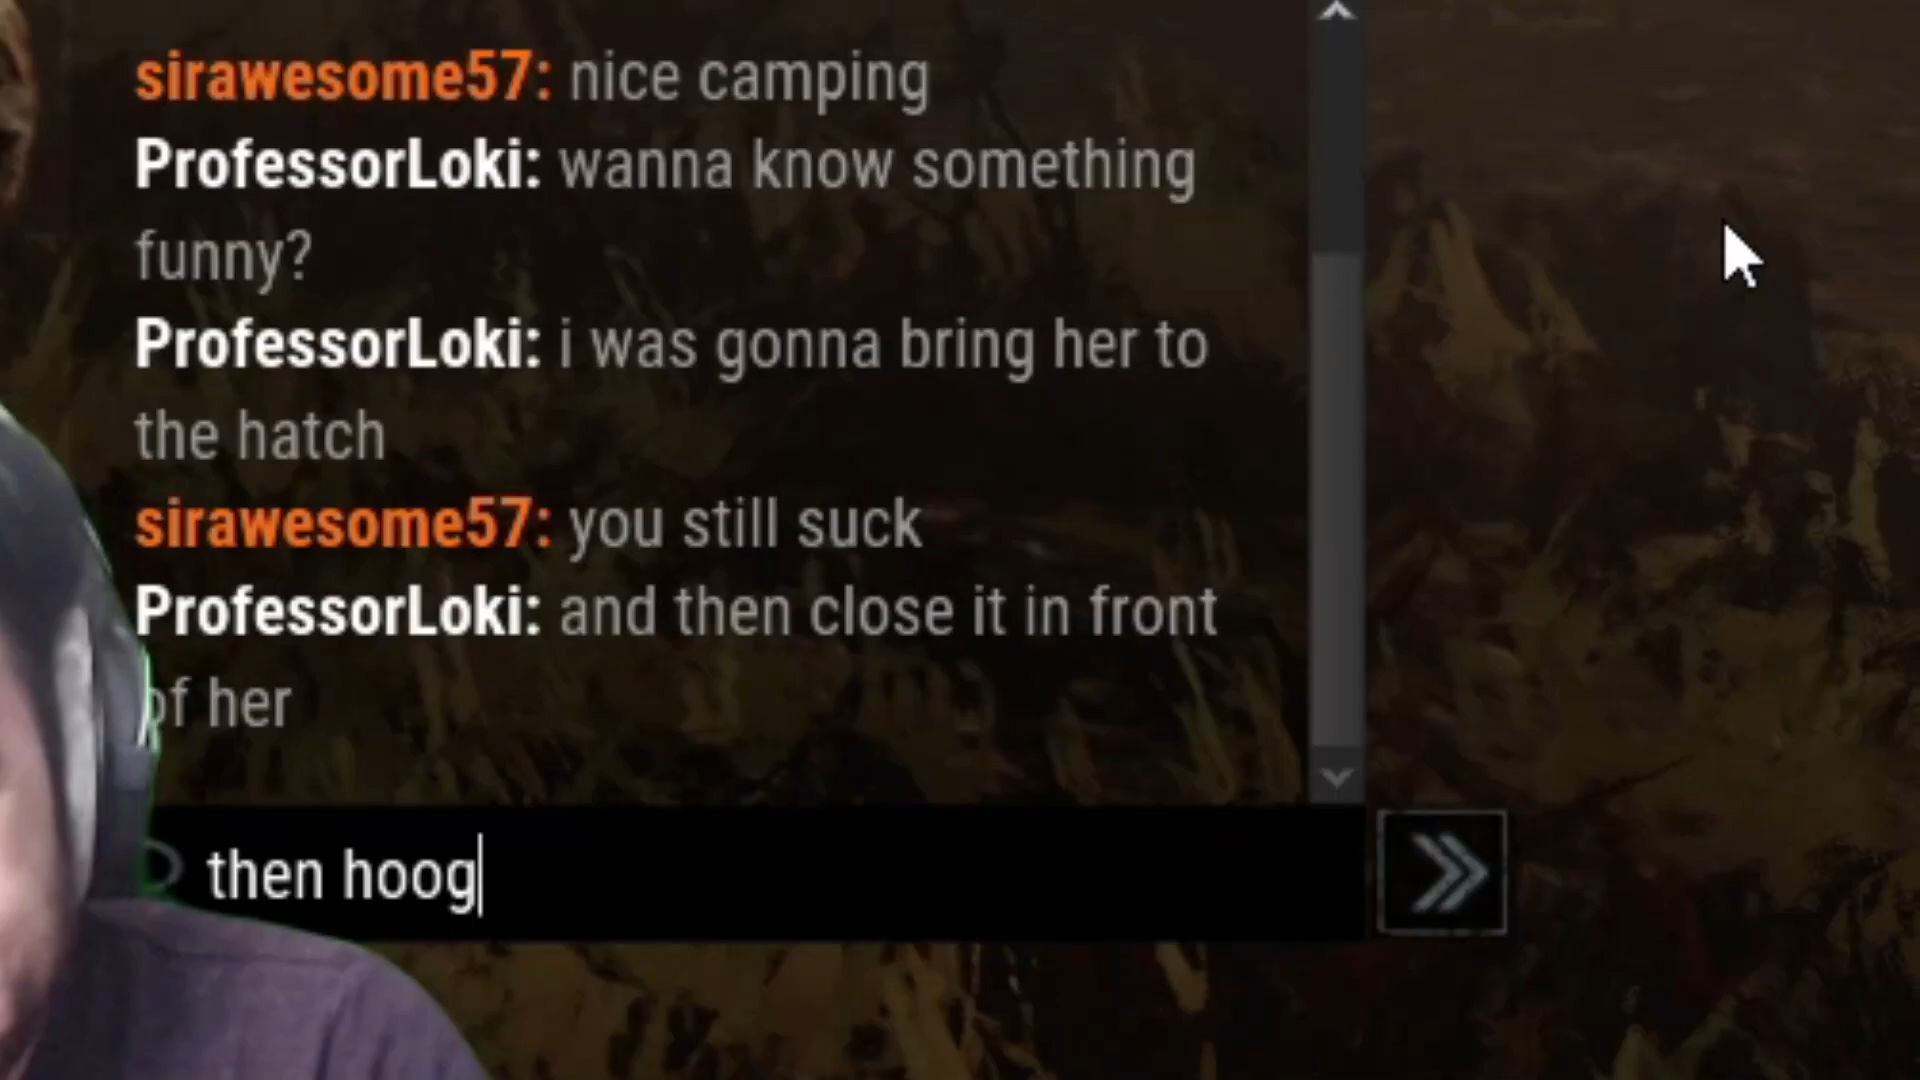 sirawesome57: nice camping
ProfessorLoki: wanna know something
funny?
ProfessorLoki: i was gonna bring her to
the hatch
sirawesome57: you still suck
ProfessorLoki: and then close it in front
of her
then hoog